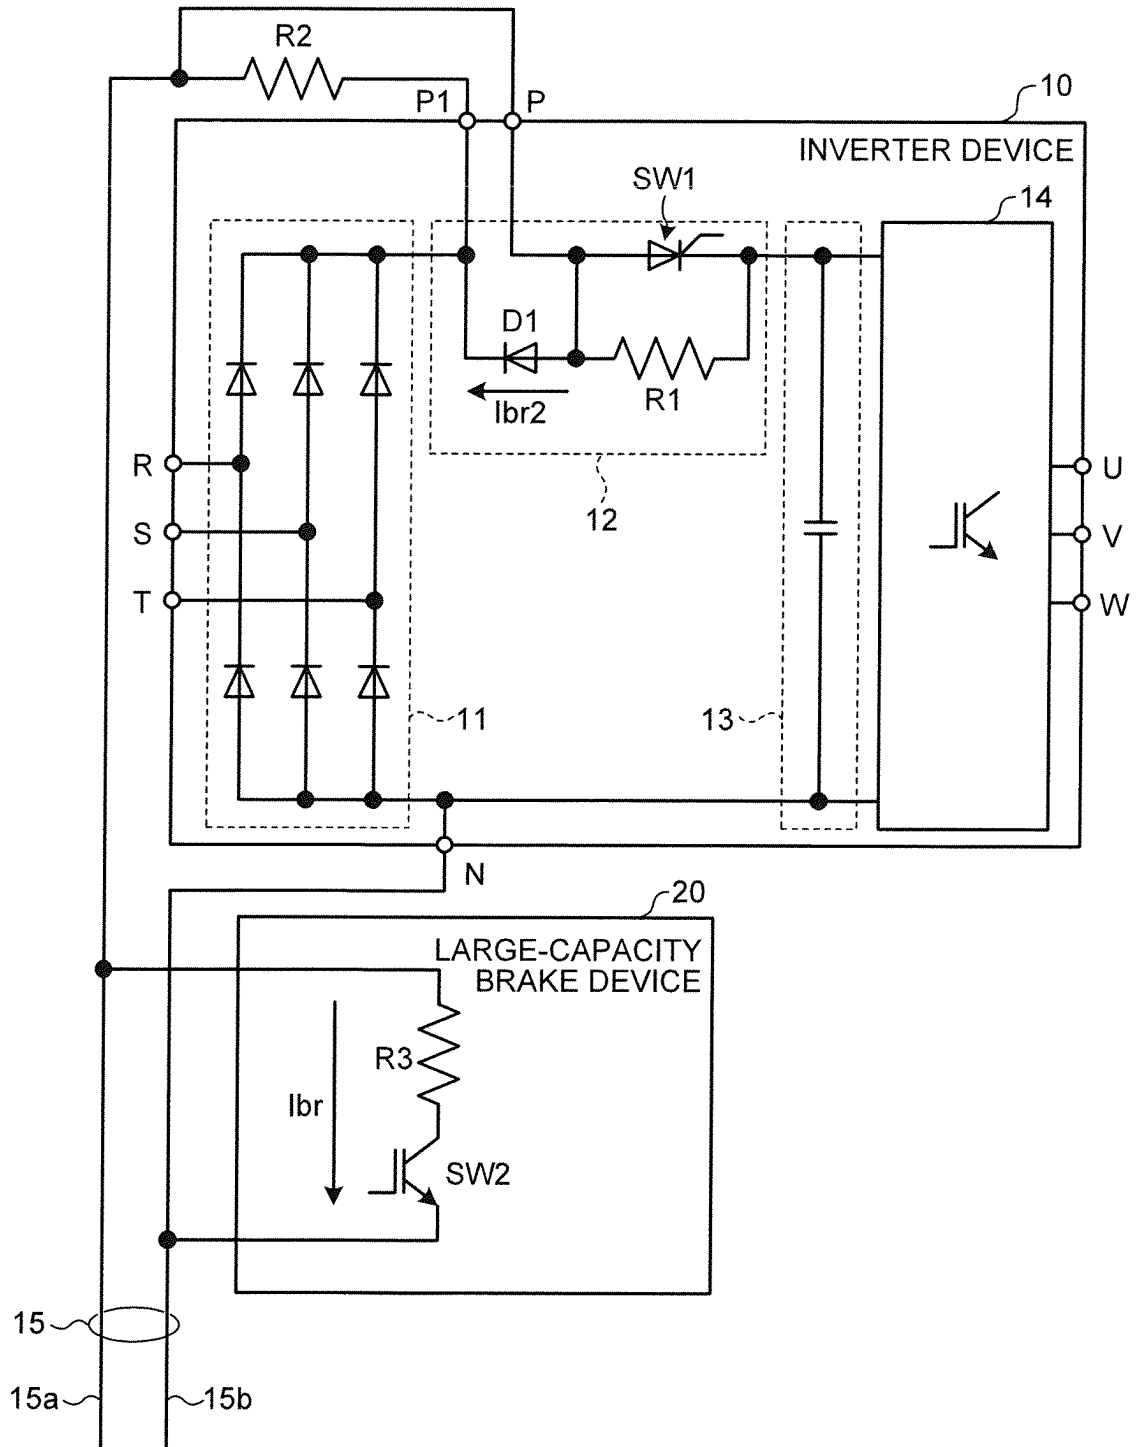 R2
P1
P
10
INVERTER DEVICE
SW1
14
D1
R1
Ibr2
R
S
T
12
U
V
W
11
13
N
20
LARGE-CAPACITY
BRAKE DEVICE
R3
Ibr
SW2
15
15a
15b